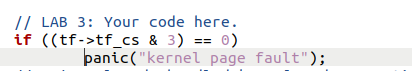 // LAB 3: Your code here.
if ((tf->tf_cs & 3) == 0)
panic("kernel page fault");